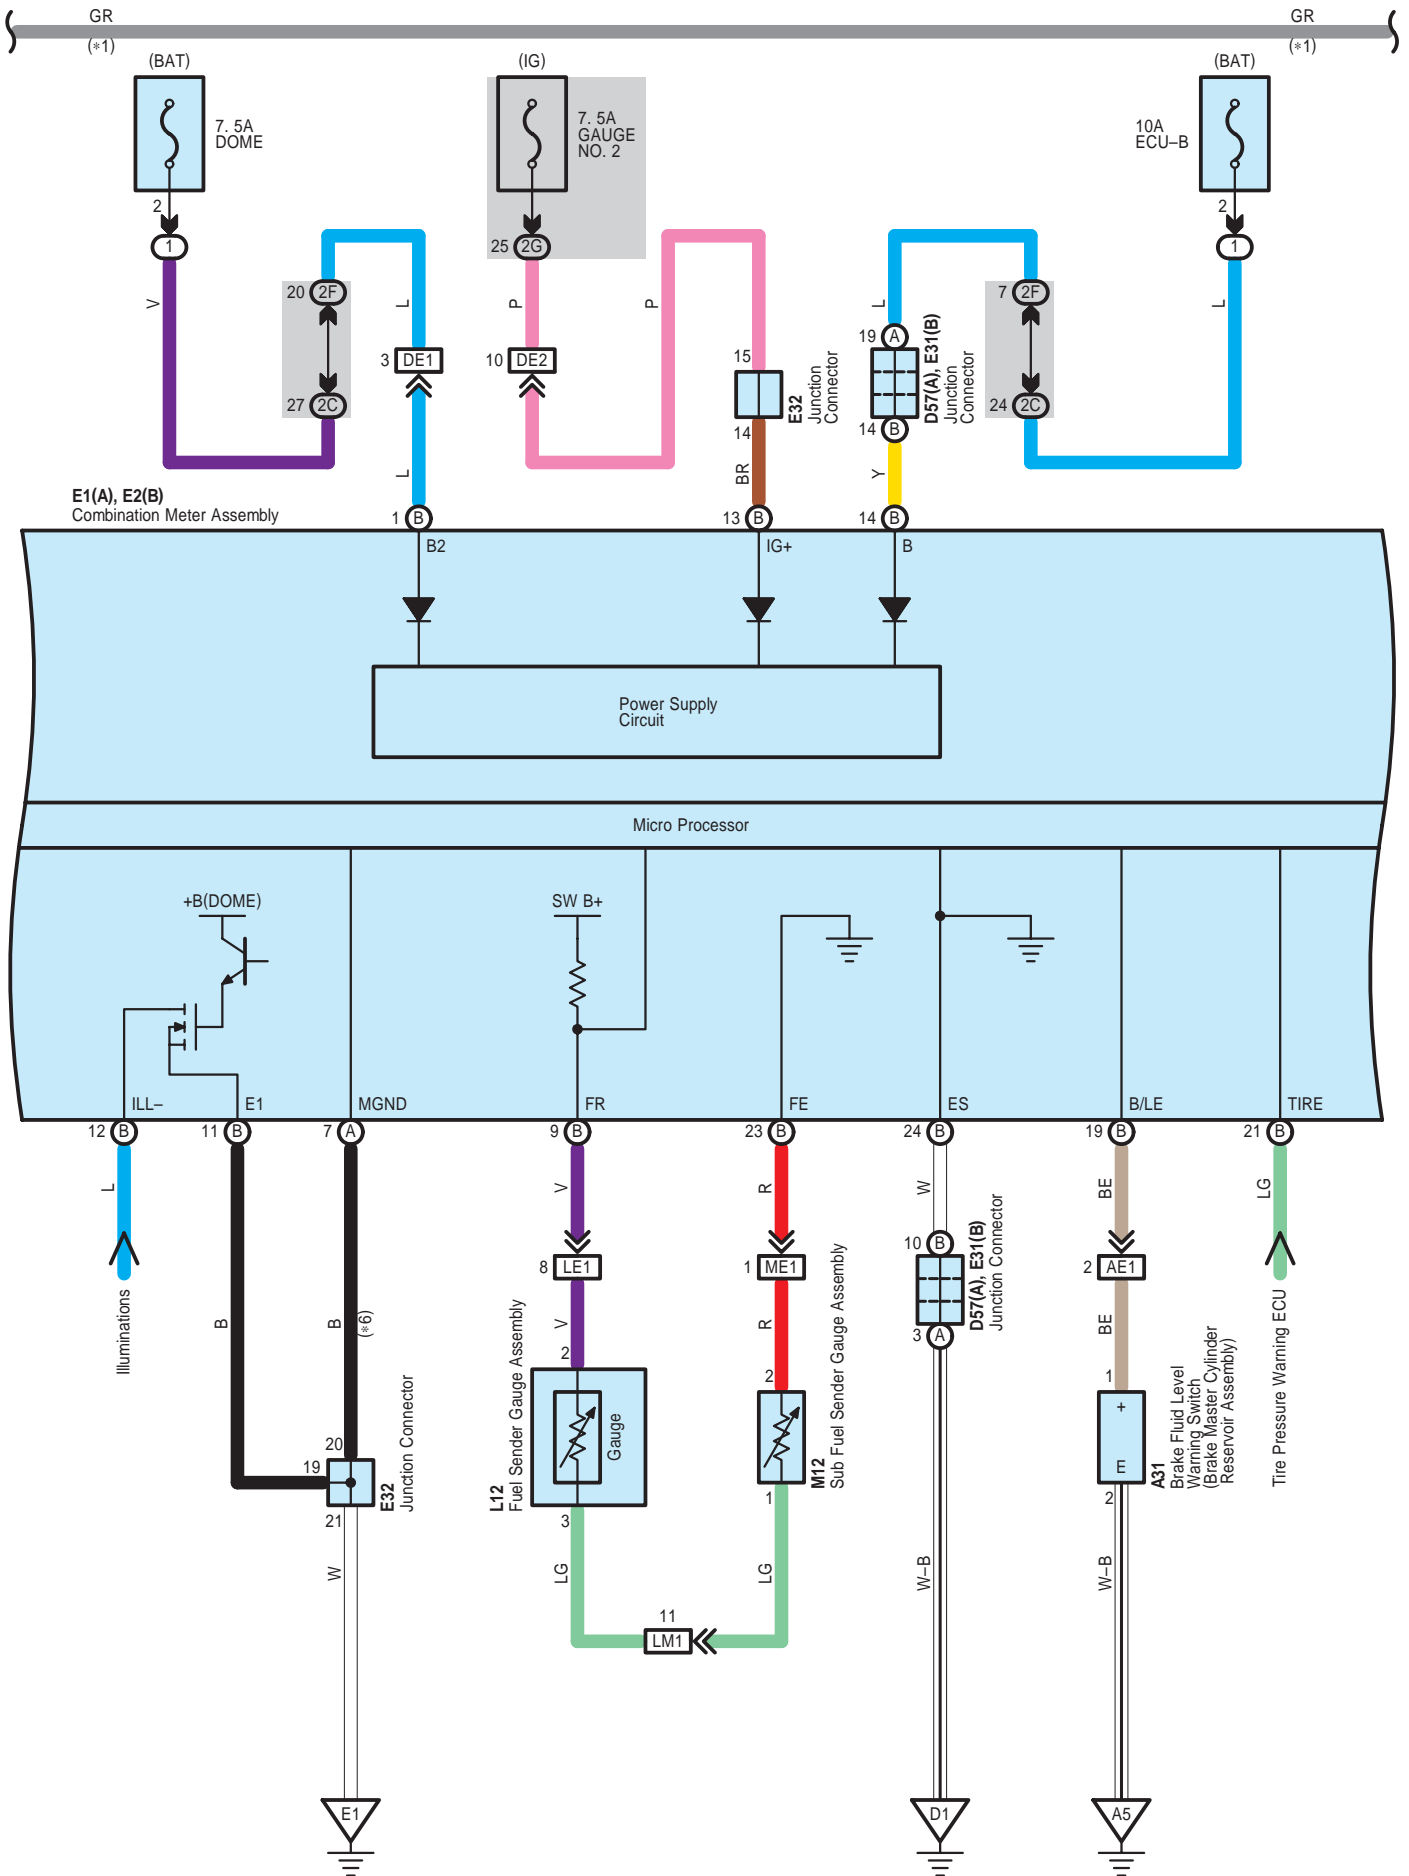 GR
(*1)
GR
(*1)
(BAT)
7. 5A
DOME
2
1
(IG)
7. 5A
GAUGE
NO. 2
25 2G
(BAT)
10A
ECU–B
2
1
V
20 2F
27 2C
L
3 DE1
L
P
10 DE2
P
15
14
E32
Junction
Connector
BR
L
19 A
14 B
D57(A), E31(B)
Junction
Connector
Y
7 2F
24 2C
L
E1(A), E2(B)
Combination Meter Assembly
1 B
13 B
14 B
B2
IG+
B
Power Supply
Circuit
Micro Processor
+B(DOME)
SW B+
ILL–
E1
MGND
FR
FE
ES
B/LE
TIRE
12 B
11 B
7 A
9 B
23 B
24 B
19 B
21 B
L
Illuminations
B
B
(*6)
20
19
21
E32
Junction Connector
W
E1
V
8 LE1
V
2
Gauge
3
L12
Fuel Sender Gauge Assembly
LG
11
LM1
R
1 ME1
R
2
1
M12
Sub Fuel Sender Gauge Assembly
LG
W
10 B
3 A
D57(A), E31(B)
Junction Connector
W–B
D1
BE
2 AE1
BE
1
+
E
2
A31
Brake Fluid Level
Warning Switch
(Brake Master Cylinder
Reservoir Assembly)
W–B
A5
LG
Tire Pressure Warning ECU